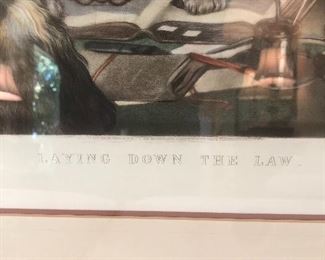 LAYING DOWN THE LAW.